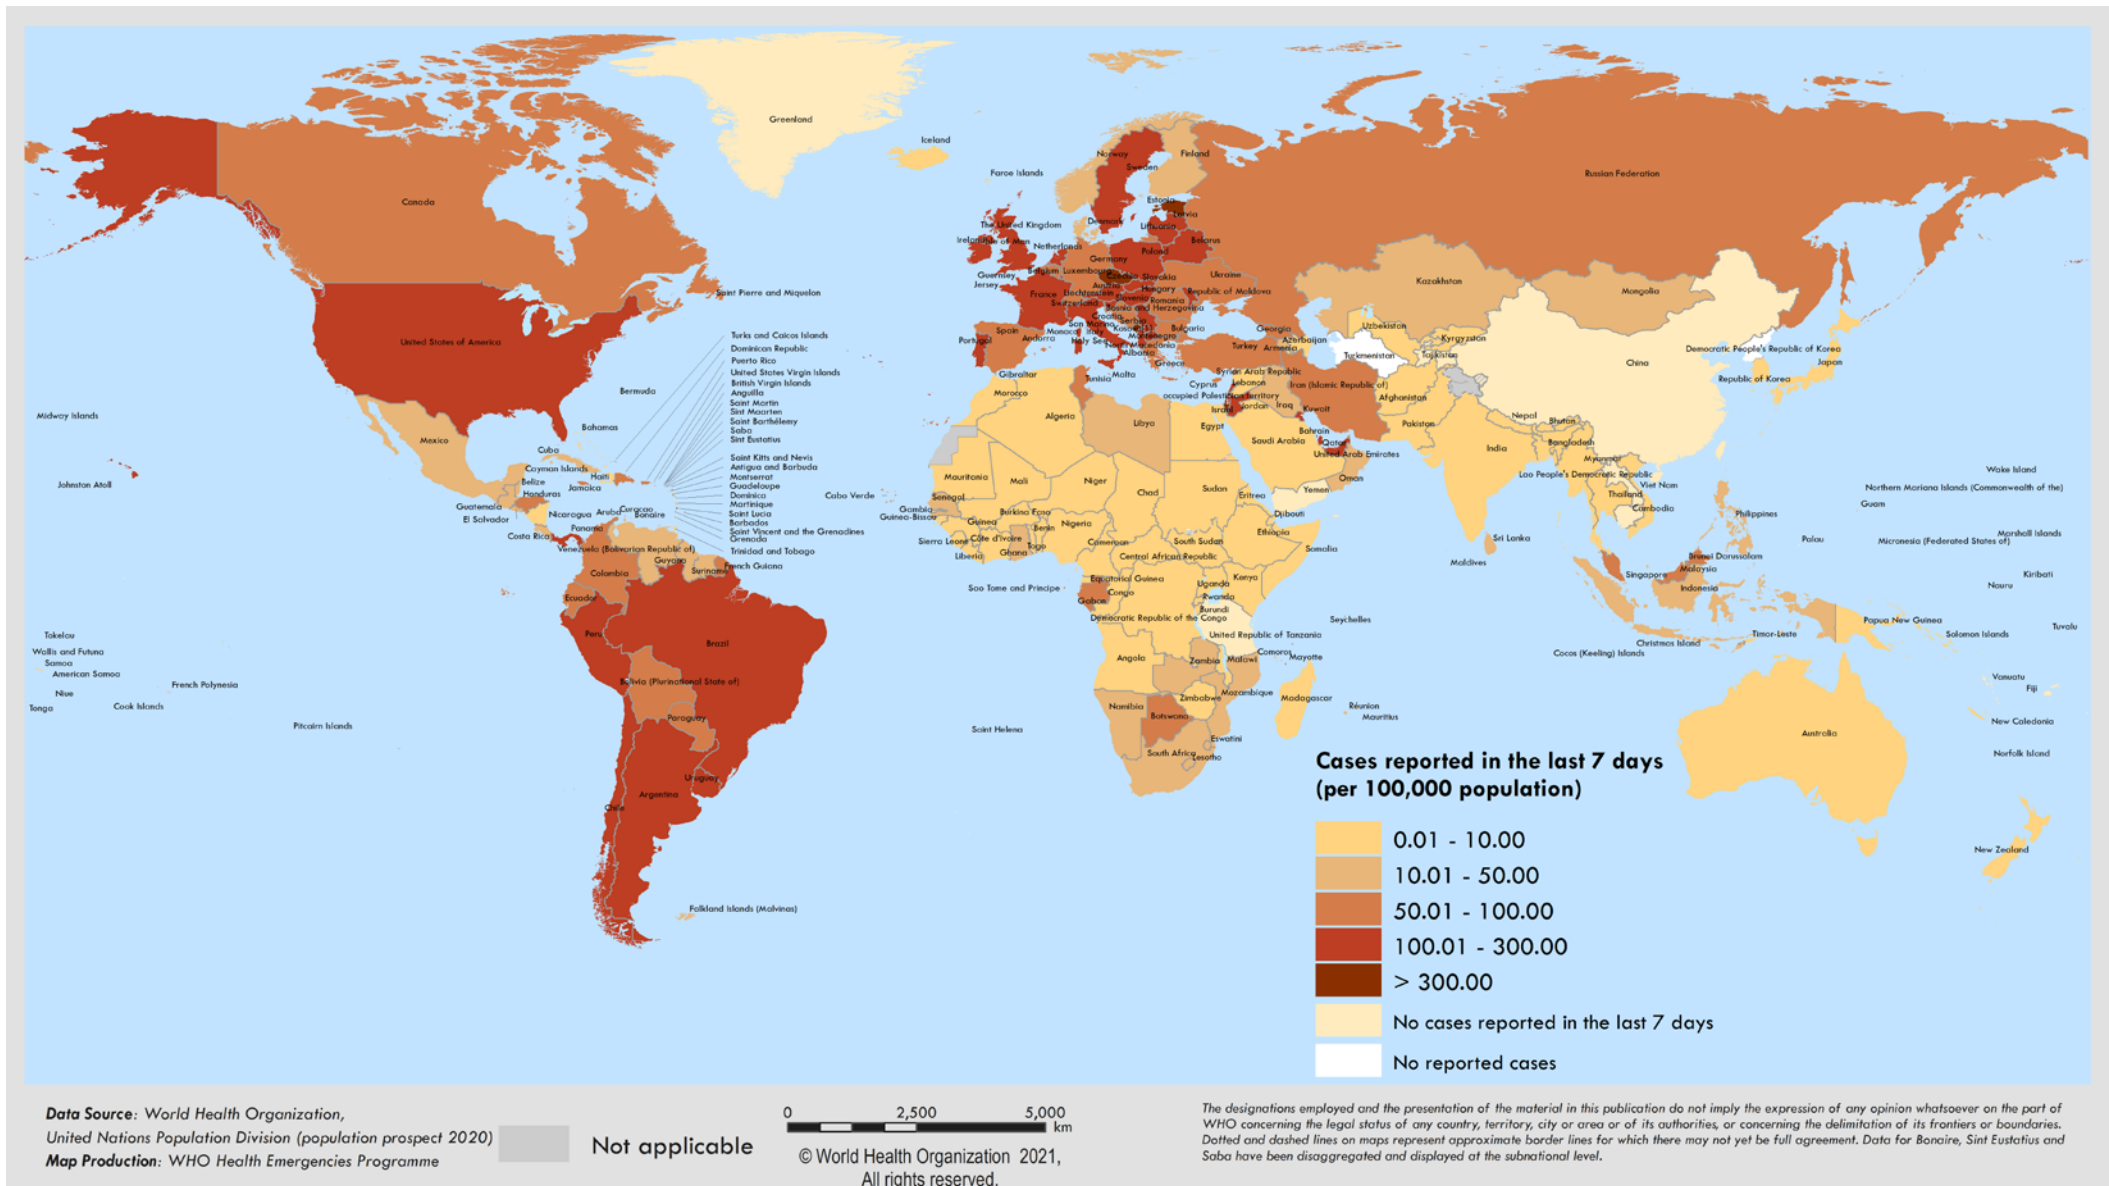 Greenland
Iceland
Faroe Islands
Norway
Sweden
Finland
Russian Federation
Canada
Estonia
Latvia
Denmark
Lithuania
The United Kingdom
Ireland
Isle of Man
Netherlands
Belarus
Poland
Germany
Belgium
Luxembourg
Czechia
Slovakia
Ukraine
Guernsey
Jersey
Austria
France
Liechtenstein
Hungary
Republic of Moldova
Switzerland
Slovenia
Romania
Bosnia and Herzegovina
Croatia
San Marino
Serbia
Kazakhstan
Mongolia
Saint Pierre and Miquelon
Spain
Andorra
Monaco
Italy
Kosovo[1]
Bulgaria
Montenegro
Georgia
Uzbekistan
Portugal
Holy See
North Macedonia
Albania
Greece
Turkey
Armenia
Azerbaijan
Kyrgyzstan
Turkmenistan
Tajikistan
China
Democratic People's Republic of Korea
Japan
Republic of Korea
United States of America
Turks and Caicos Islands
Dominican Republic
Puerto Rico
United States Virgin Islands
British Virgin Islands
Anguilla
Saint Martin
Sint Maarten
Saint Barthélemy
Saba
Sint Eustatius
Saint Kitts and Nevis
Antigua and Barbuda
Montserrat
Guadeloupe
Dominica
Martinique
Saint Lucia
Barbados
Saint Vincent and the Grenadines
Grenada
Trinidad and Tobago
French Guiana
Bermuda
Midway Islands
Johnston Atoll
Mexico
Bahamas
Cuba
Cayman Islands
Haiti
Belize
Jamaica
Honduras
Guatemala
El Salvador
Nicaragua
Aruba
Curacao
Bonaire
Costa Rica
Panama
Venezuela (Bolivarian Republic of)
Guyana
Suriname
Colombia
Ecuador
Peru
Brazil
Bolivia (Plurinational State of)
Paraguay
Uruguay
Argentina
Chile
Falkland Islands (Malvinas)
Tokelau
Wallis and Futuna
Samoa
American Samoa
Niue
Tonga
Cook Islands
French Polynesia
Pitcairn Islands
Gibraltar
Tunisia
Malta
Cyprus
Syrian Arab Republic
Lebanon
Iran (Islamic Republic of)
occupied Palestinian territory
Israel
Jordan
Iraq
Kuwait
Afghanistan
Morocco
Algeria
Libya
Egypt
Bahrain
Qatar
Saudi Arabia
United Arab Emirates
Oman
Pakistan
Nepal
Bhutan
Bangladesh
India
Myanmar
Lao People's Democratic Republic
Viet Nam
Thailand
Cambodia
Cabo Verde
Mauritania
Mali
Niger
Chad
Sudan
Eritrea
Yemen
Djibouti
Senegal
Gambia
Guinea-Bissau
Guinea
Burkina Faso
Benin
Nigeria
Sierra Leone
Côte d'Ivoire
Togo
Ghana
Liberia
Cameroon
Central African Republic
South Sudan
Ethiopia
Somalia
Sao Tome and Principe
Equatorial Guinea
Gabon
Congo
Uganda
Kenya
Rwanda
Burundi
Democratic Republic of the Congo
United Republic of Tanzania
Seychelles
Angola
Zambia
Malawi
Comoros
Mayotte
Mozambique
Zimbabwe
Madagascar
Namibia
Botswana
Réunion
Mauritius
Saint Helena
South Africa
Eswatini
Lesotho
Sri Lanka
Maldives
Philippines
Palau
Brunei Darussalam
Malaysia
Singapore
Indonesia
Christmas Island
Cocos (Keeling) Islands
Timor-Leste
Papua New Guinea
Solomon Islands
Wake Island
Northern Mariana Islands (Commonwealth of the)
Guam
Marshall Islands
Micronesia (Federated States of)
Kiribati
Nauru
Tuvalu
Vanuatu
Fiji
New Caledonia
Norfolk Island
Australia
New Zealand
Cases reported in the last 7 days
(per 100,000 population)
0.01 - 10.00
10.01 - 50.00
50.01 - 100.00
100.01 - 300.00
> 300.00
No cases reported in the last 7 days
No reported cases
Data Source: World Health Organization,
United Nations Population Division (population prospect 2020)
Map Production: WHO Health Emergencies Programme
Not applicable
0 2,500 5,000
km
© World Health Organization 2021,
All rights reserved.
The designations employed and the presentation of the material in this publication do not imply the expression of any opinion whatsoever on the part of
WHO concerning the legal status of any country, territory, city or area or of its authorities, or concerning the delimitation of its frontiers or boundaries.
Dotted and dashed lines on maps represent approximate border lines for which there may not yet be full agreement. Data for Bonaire, Sint Eustatius and
Saba have been disaggregated and displayed at the subnational level.